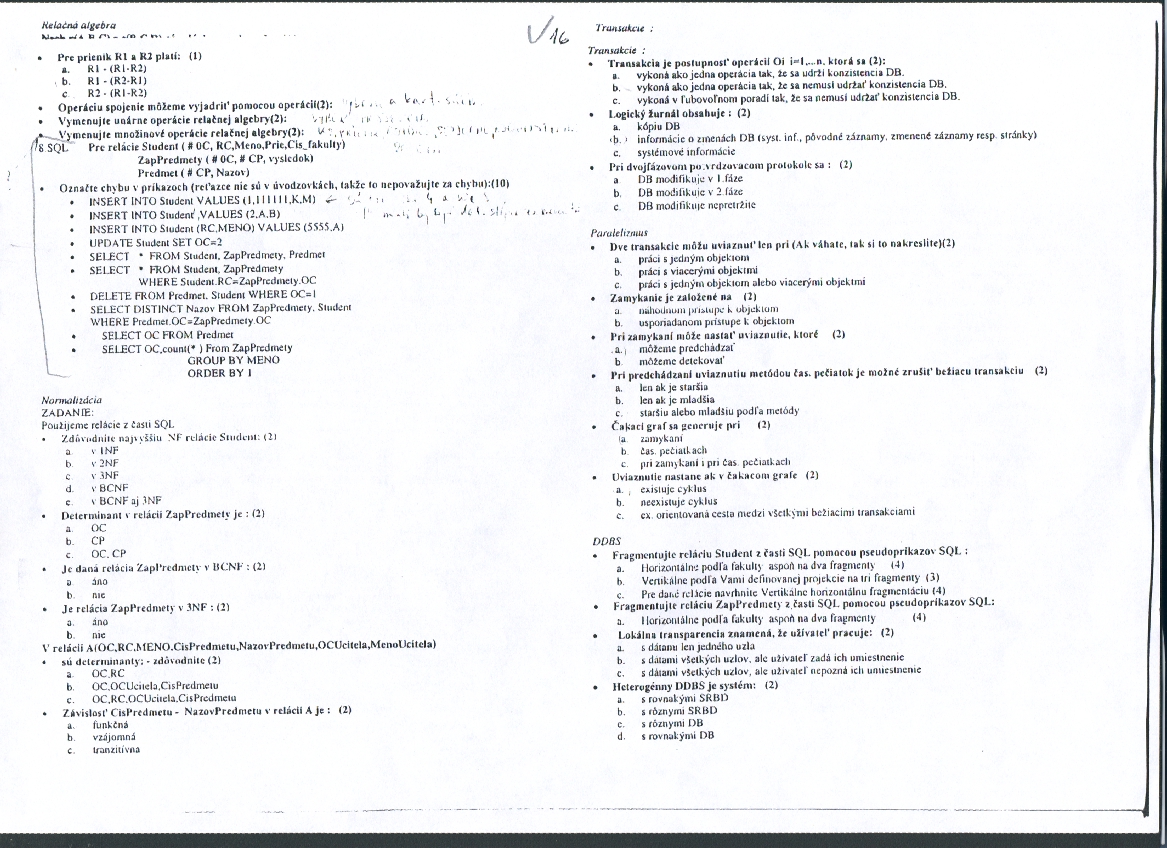 Relačná algebra
16
Pre prienik R1 a R2 platí: (1)
a. R1 - (R1-R2)
b. R1 - (R2-R1)
c. R2 - (R1-R2)
Operáciu spojenie môžeme vyjadriť pomocou operácií(2):
Vymenujte unárne operácie relačnej algebry(2):
Vymenujte množinové operácie relačnej algebry(2):
8.SQL Pre relácie Student ( # OC, RC,Meno,Prie,Cis_fakulty)
ZapPredmety ( # OC, # CP, vysledok)
Predmet ( # CP, Nazov)
Označte chybu v príkazoch (reťazce nie sú v úvodzovkách, takže to nepovažujte za chybu):(10)
INSERT INTO Student VALUES (1,111111,K,M)
INSERT INTO Student VALUES (2,A,B)
INSERT INTO Student (RC,MENO) VALUES (5555,A)
UPDATE Student SET OC=2
SELECT * FROM Student, ZapPredmety, Predmet
SELECT * FROM Student, ZapPredmety
WHERE Student.RC=ZapPredmety.OC
DELETE FROM Predmet, Student WHERE OC=1
SELECT DISTINCT Nazov FROM ZapPredmety, Student
WHERE Predmet.OC=ZapPredmety.OC
SELECT OC FROM Predmet
SELECT OC,count(* ) From ZapPredmety
GROUP BY MENO
ORDER BY 1
Normalizácia
ZADANIE:
Použijeme relácie z časti SQL
Zdôvodnite najvyššiu NF relácie Student: (2)
a. v 1NF
b. v 2NF
c. v 3NF
d. v BCNF
e. v BCNF aj 3NF
Determinant v relácií ZapPredmety je : (2)
a. OC
b. CP
c. OC, CP
Je daná relácia ZapPredmety v BCNF : (2)
a. áno
b. nie
Je relácia ZapPredmety v 3NF : (2)
a. áno
b. nie
V relácií A(OC,RC,MENO,CisPredmetu,NazovPredmetu,OCUcitela,MenoUcitela)
sú determinanty: - zdôvodnite (2)
a. OC,RC
b. OC,OCUcitela,CisPredmetu
c. OC,RC,OCUcitela,CisPredmetu
Závislosť CisPredmetu - NazovPredmetu v relácií A je : (2)
a. funkčná
b. vzájomná
c. tranzitívna
Transakcie :
Transakcie :
Transakcia je postupnosť operácií Oi i=1,...n, ktorá sa (2):
a. vykoná ako jedna operácia tak, že sa udrží konzistencia DB.
b. vykoná ako jedna operácia tak, že sa nemusí udržať konzistencia DB.
c. vykoná v ľubovoľnom poradí tak, že sa nemusí udržať konzistencia DB.
Logický žurnál obsahuje : (2)
a. kópiu DB
b. informácie o zmenách DB (syst. inf., pôvodné záznamy, zmenené záznamy resp. stránky)
c. systémové informácie
Pri dvojfázovom potvrdzovacom protokole sa : (2)
a DB modifikuje v 1.fáze
b. DB modifikuje v 2.fáze
c. DB modifikuje nepretržite
Paralelizmus
Dve transakcie môžu uviaznuť len pri (Ak váhate, tak si to nakreslite)(2)
a. práci s jedným objektom
b. práci s viacerými objektmi
c. práci s jedným objektom alebo viacerými objektmi
Zamykanie je založené na (2)
a. náhodnom prístupe k objektom
b. usporiadanom prístupe k objektom
Pri zamykaní môže nastať uviaznutie, ktoré (2)
a. môžeme predchádzať
b. môžeme detekovať
Pri predchádzaní uviaznutiu metódou čas. pečiatok je možné zrušiť bežiacu transakciu (2)
a. len ak je staršia
b. len ak je mladšia
c. staršiu alebo mladšiu podľa metódy
Čakací graf sa generuje pri (2)
a. zamykaní
b. čas. pečiatkach
c. pri zamykaní i pri čas. pečiatkach
Uviaznutie nastane ak v čakacom grafe (2)
a. existuje cyklus
b. neexistuje cyklus
c. ex. orientovaná cesta medzi všetkými bežiacimi transakciami
DDBS
Fragmentujte reláciu Student z časti SQL pomocou pseudopríkazov SQL :
a. Horizontálne podľa fakulty aspoň na dva fragmenty (4)
b. Vertikálne podľa Vami definovanej projekcie na tri fragmenty (3)
c. Pre dané relácie navrhnite Vertikálne horizontálnu fragmentáciu (4)
Fragmentujte reláciu ZapPredmety z časti SQL pomocou pseudopríkazov SQL:
a. Horizontálne podľa fakulty aspoň na dva fragmenty (4)
Lokálna transparencia znamená, že užívateľ pracuje: (2)
a. s dátami len jedného uzla
b. s dátami všetkých uzlov, ale užívateľ zadá ich umiestnenie
c. s dátami všetkých uzlov, ale užívateľ nepozná ich umiestnenie
Heterogénny DDBS je systém: (2)
a. s rovnakými SRBD
b. s rôznymi SRBD
c. s rôznymi DB
d. s rovnakými DB